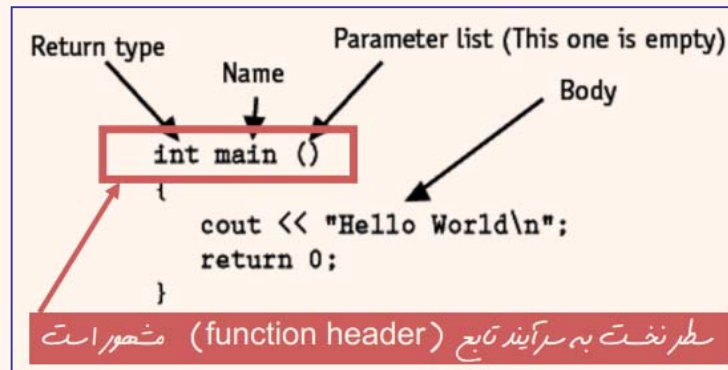 Return type
Parameter list (This one is empty)
Name
Body
int main ()
{
cout << "Hello World\n";
return 0;
}
سطر نخست به سرآیند تابع (function header) مشهور است